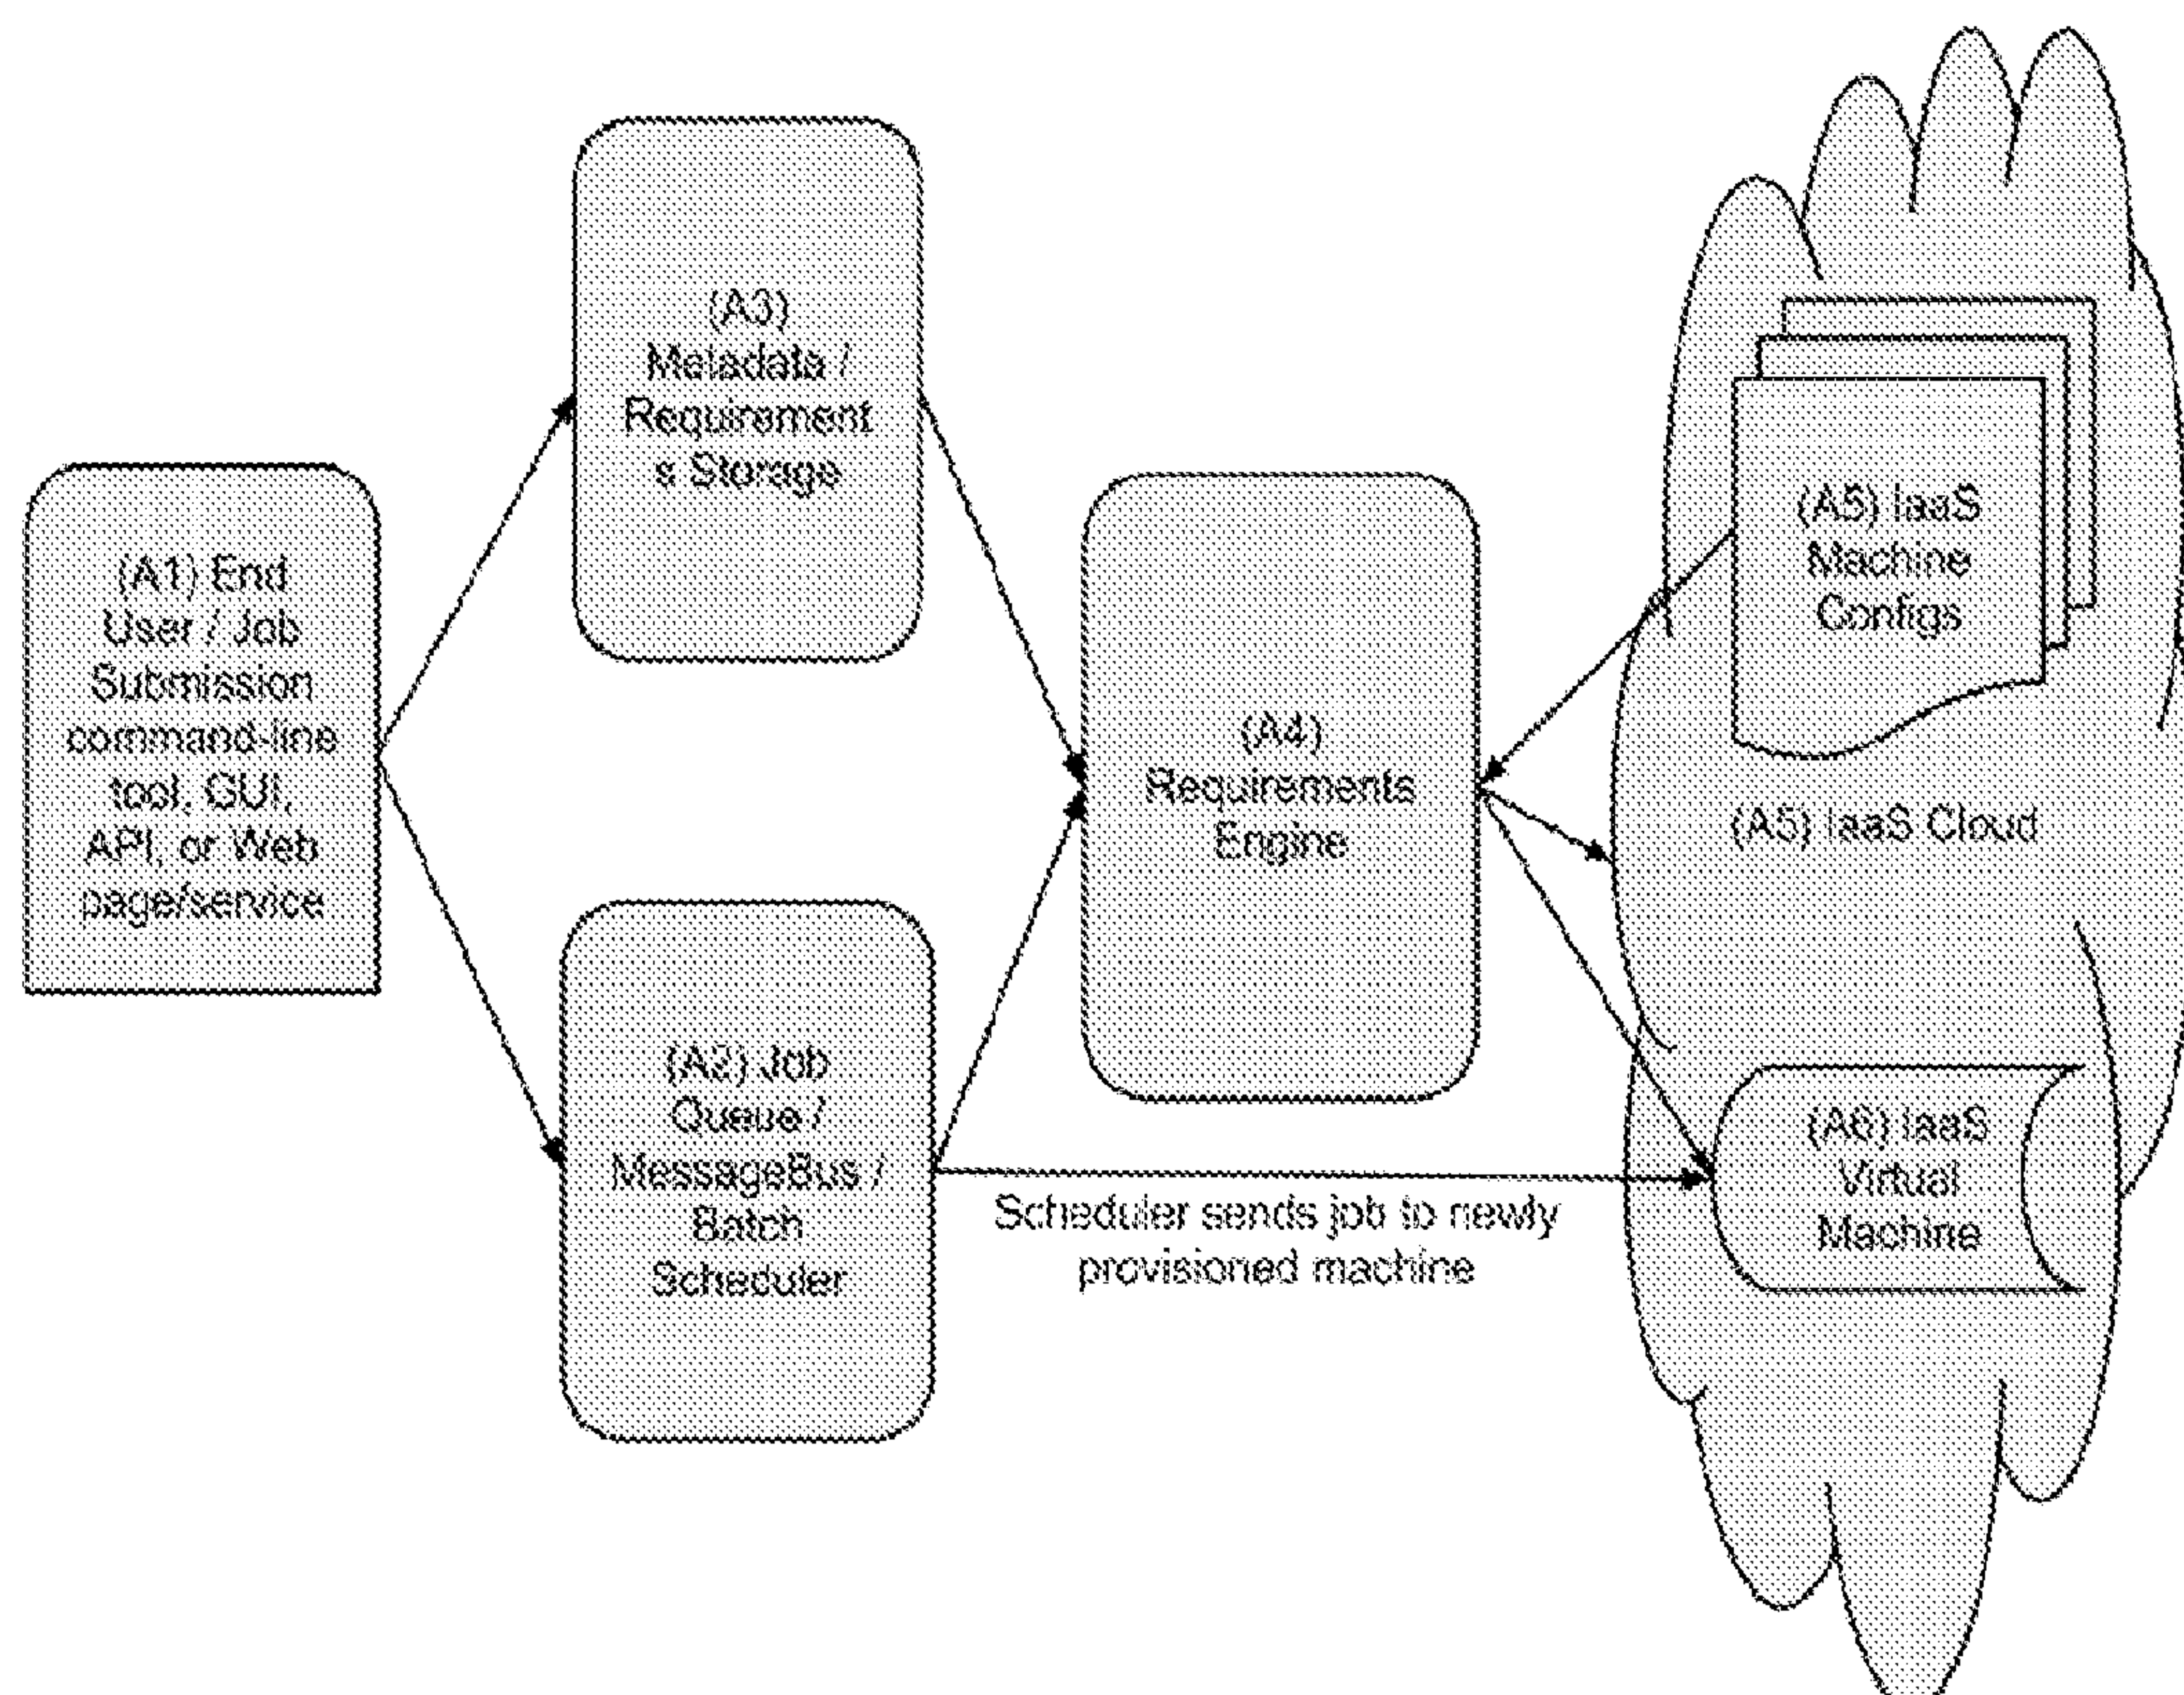 (A3)
Metadata /
Requirement
s Storage
(A1) End
User / Job
Submission
command-line
tool, GUI,
API, or Web
page/service
(A4)
Requirements
Engine
(A5) IaaS
Machine
Configs
(A5) IaaS Cloud
(A2) Job
Queue /
MessageBus /
Batch
Scheduler
Scheduler sends job to newly
provisioned machine
(A6) IaaS
Virtual
Machine